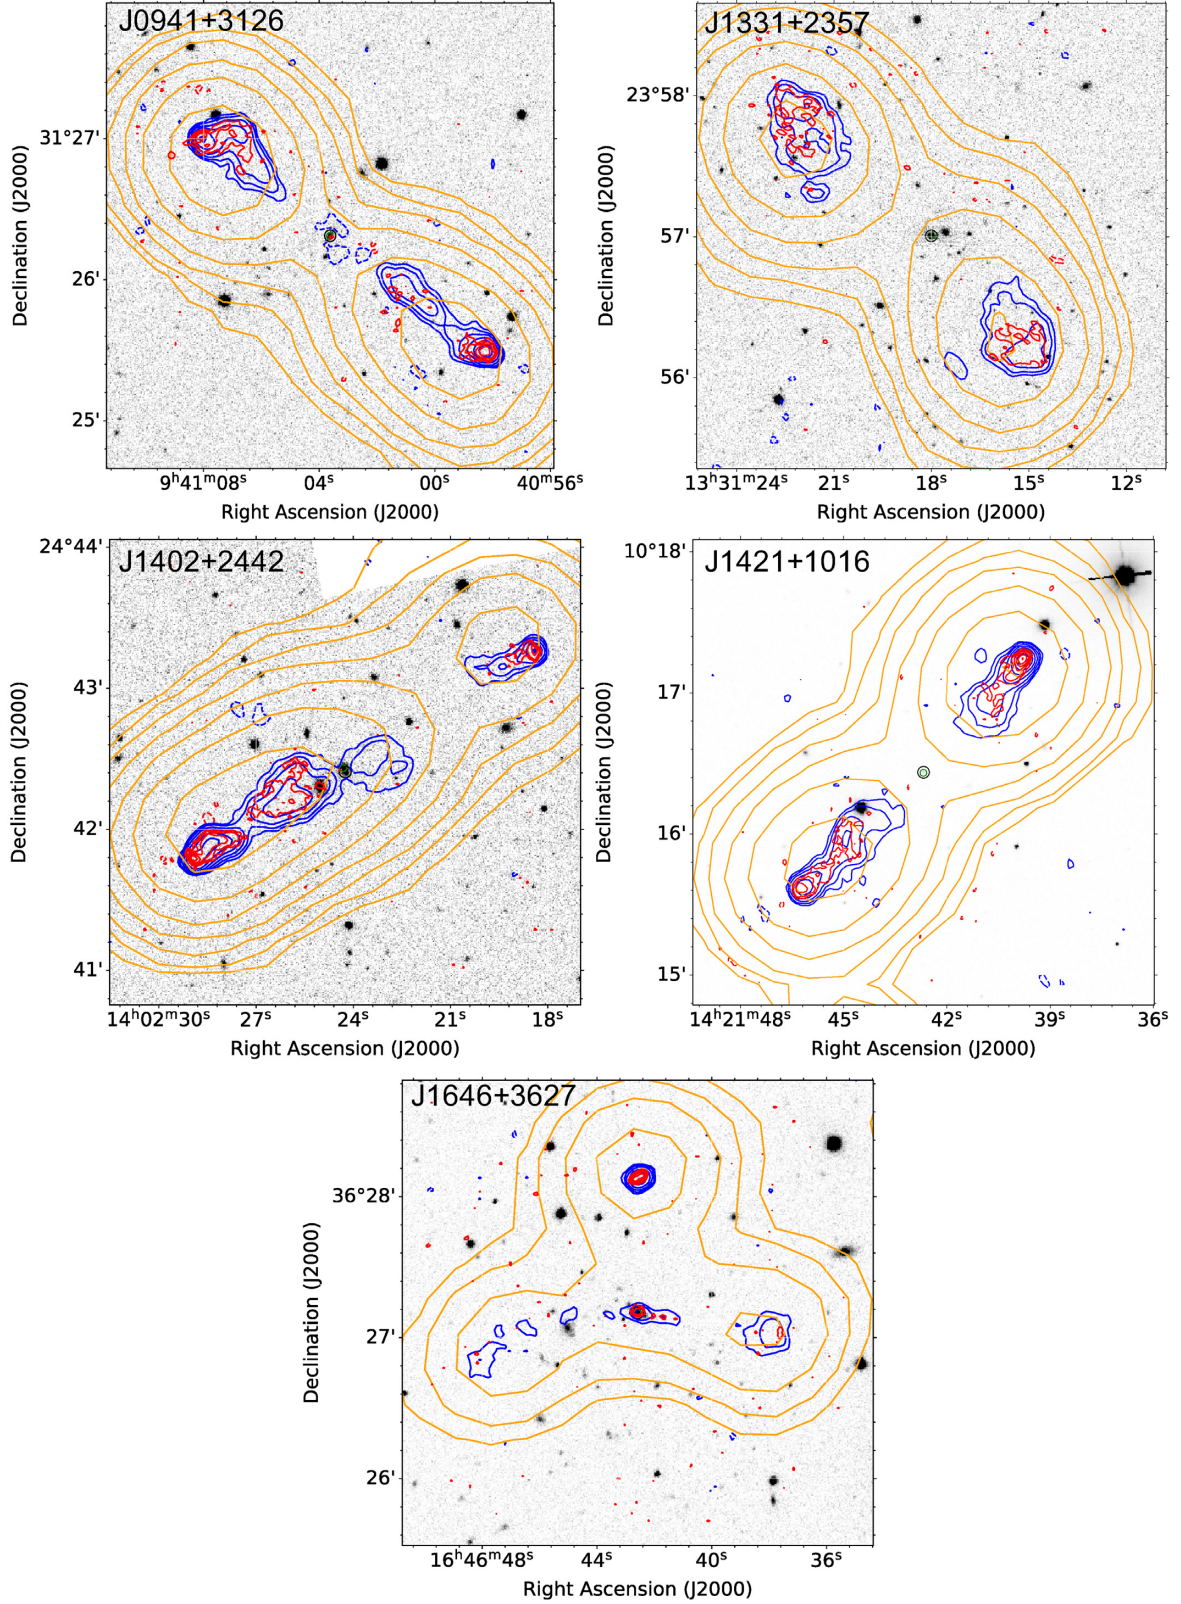 J0941+3126
31°27'
26'
25'
Declination (J2000)
9ʰ41ᵐ08ˢ 04ˢ 00ˢ 40ᵐ56ˢ
Right Ascension (J2000)
J1331+2357
23°58'
57'
56'
Declination (J2000)
13ʰ31ᵐ24ˢ 21ˢ 18ˢ 15ˢ 12ˢ
Right Ascension (J2000)
J1402+2442
24°44'
43'
42'
41'
Declination (J2000)
14ʰ02ᵐ30ˢ 27ˢ 24ˢ 21ˢ 18ˢ
Right Ascension (J2000)
J1421+1016
10°18'
17'
16'
15'
Declination (J2000)
14ʰ21ᵐ48ˢ 45ˢ 42ˢ 39ˢ 36ˢ
Right Ascension (J2000)
J1646+3627
36°28'
27'
26'
Declination (J2000)
16ʰ46ᵐ48ˢ 44ˢ 40ˢ 36ˢ
Right Ascension (J2000)